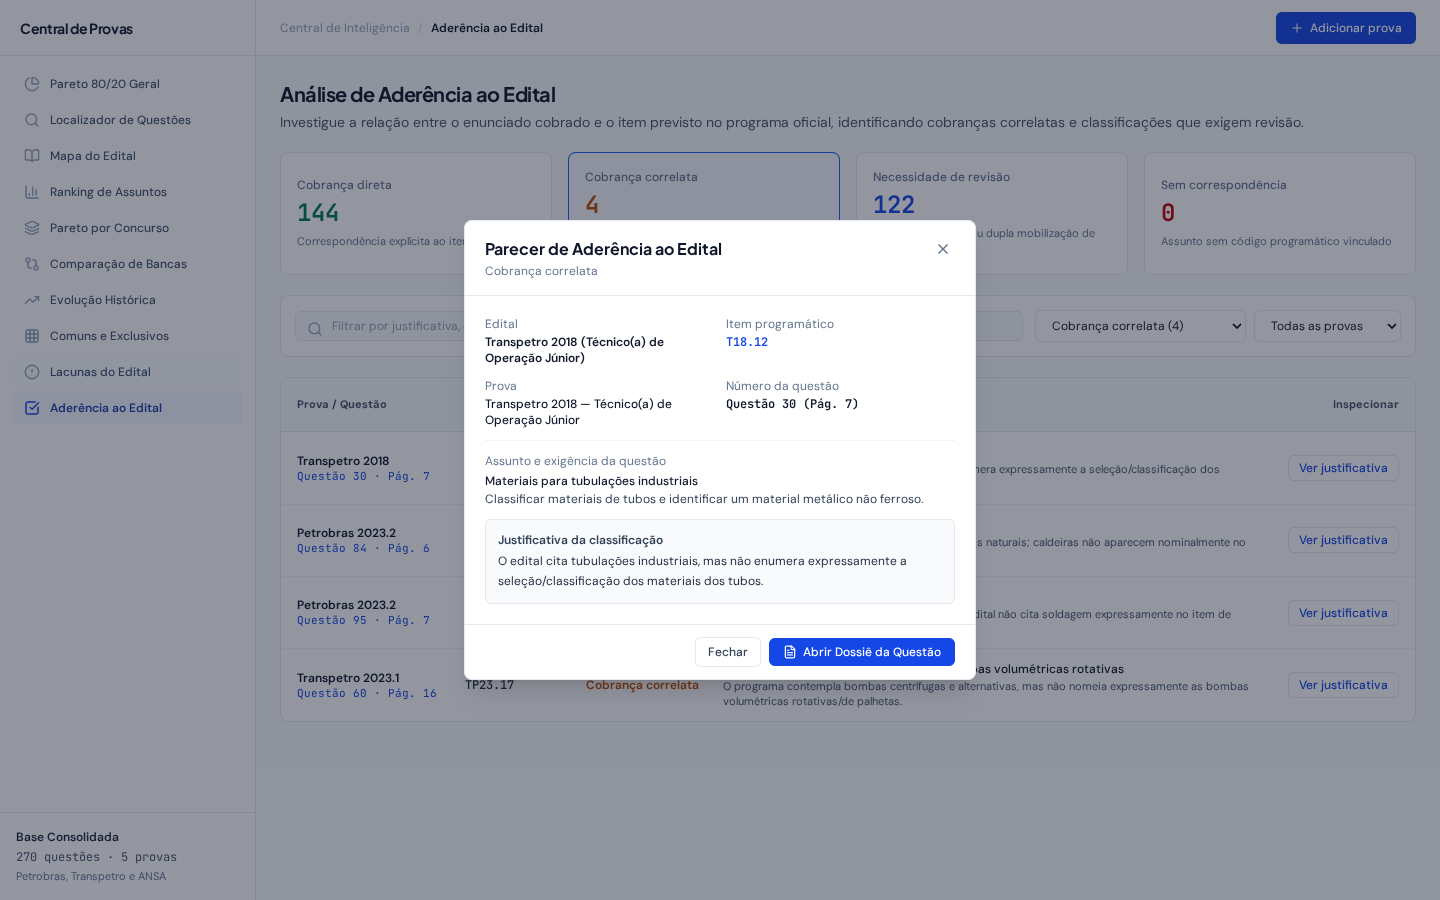 Central de Provas
Central de Inteligência / Aderência ao Edital
Adicionar prova
Pareto 80/20 Geral
Localizador de Questões
Mapa do Edital
Ranking de Assuntos
Pareto por Concurso
Comparação de Bancas
Evolução Histórica
Comuns e Exclusivos
Lacunas do Edital
Aderência ao Edital
Base Consolidada
270 questões · 5 provas
Petrobras, Transpetro e ANSA
Análise de Aderência ao Edital
Investigue a relação entre o enunciado cobrado e o item previsto no programa oficial, identificando cobranças correlatas e classificações que exigem revisão.
Cobrança direta
144
Correspondência explícita ao
Cobrança correlata
4
Necessidade de revisão
122
dupla mobilização de
Sem correspondência
0
Assunto sem código programático vinculado
Filtrar por justificativa,
Cobrança correlata (4)
Todas as provas
Prova / Questão
Inspecionar
Transpetro 2018
Questão 30 · Pág. 7
expressamente a seleção/classificação dos
Ver justificativa
Petrobras 2023.2
Questão 84 · Pág. 6
naturais; caldeiras não aparecem nominalmente no
Ver justificativa
Petrobras 2023.2
Questão 95 · Pág. 7
não cita soldagem expressamente no item de
Ver justificativa
Transpetro 2023.1
Questão 60 · Pág. 16
TP23.17
Cobrança correlata
volumétricas rotativas
O programa contempla bombas centrífugas e alternativas, mas não nomeia expressamente as bombas
volumétricas rotativas/de palhetas.
Ver justificativa
Parecer de Aderência ao Edital
Cobrança correlata
Edital
Transpetro 2018 (Técnico(a) de
Operação Júnior)
Item programático
T18.12
Prova
Transpetro 2018 — Técnico(a) de
Operação Júnior
Número da questão
Questão 30 (Pág. 7)
Assunto e exigência da questão
Materiais para tubulações industriais
Classificar materiais de tubos e identificar um material metálico não ferroso.
Justificativa da classificação
O edital cita tubulações industriais, mas não enumera expressamente a
seleção/classificação dos materiais dos tubos.
Fechar
Abrir Dossiê da Questão